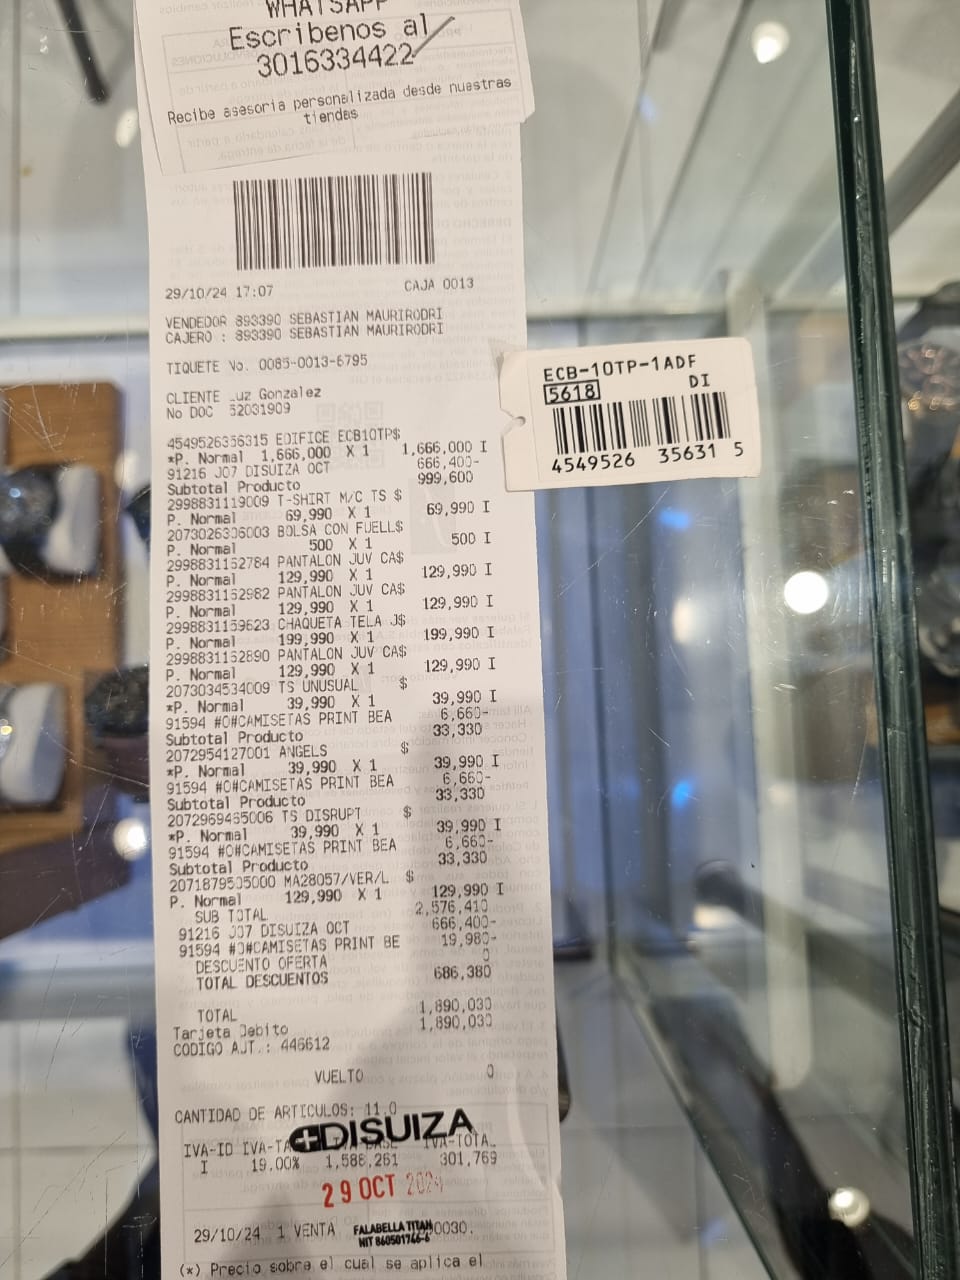 WHATSAPP
Escribenos al
3016334422
Recibe asesoria personalizada desde nuestras
tiendas
29/10/24 17:07 CAJA 0013
VENDEDOR 893390 SEBASTIAN MAURIRODRI
CAJERO : 893390 SEBASTIAN MAURIRODRI
TIQUETE No. 0085-0013-6795
CLIENTE Luz Gonzalez
No DOC 52031909
4549526356315 EDIFICE ECB10TP$
*P. Normal 1,666,000 X 1 1,666,000 I
91216 J07 DISUIZA OCT 666,400-
Subtotal Producto 999,600
2998831119009 T-SHIRT M/C TS $
P. Normal 69,990 X 1 69,990 I
2073026306003 BOLSA CON FUELL$
P. Normal 500 X 1 500 I
2998831152784 PANTALON JUV CA$
P. Normal 129,990 X 1 129,990 I
2998831152982 PANTALON JUV CA$
P. Normal 129,990 X 1 129,990 I
2998831159623 CHAQUETA TELA J$
P. Normal 199,990 X 1 199,990 I
2998831152890 PANTALON JUV CA$
P. Normal 129,990 X 1 129,990 I
2073034534009 TS UNUSUAL $
*P. Normal 39,990 X 1 39,990 I
91594 #O#CAMISETAS PRINT BEA 6,660-
Subtotal Producto 33,330
2072954127001 ANGELS $
*P. Normal 39,990 X 1 39,990 I
91594 #O#CAMISETAS PRINT BEA 6,660-
Subtotal Producto 33,330
2072969465006 TS DISRUPT $
*P. Normal 39,990 X 1 39,990 I
91594 #O#CAMISETAS PRINT BEA 6,660-
Subtotal Producto 33,330
2071879505000 MA28057/VER/L $
P. Normal 129,990 X 1 129,990 I
SUB TOTAL 2,576,410
91216 J07 DISUIZA OCT 666,400-
91594 #O#CAMISETAS PRINT BE 19,980-
DESCUENTO OFERTA 0
TOTAL DESCUENTOS 686,380
TOTAL 1,890,030
Tarjeta Debito 1,890,030
CODIGO AUT.: 446612
VUELTO 0
CANTIDAD DE ARTICULOS: 11.0
DISUIZA
IVA-ID IVA-TA BASE IVA-TOTAL
I 19.00% 1,588,261 301,769
29 OCT 2024
29/10/24 1 VENTA 0030.
FALABELLA TITAN
NIT 860501746-6
(*) Precio sobre el cual se aplica el
ECB-10TP-1ADF
5618 DI
4549526 35631 5